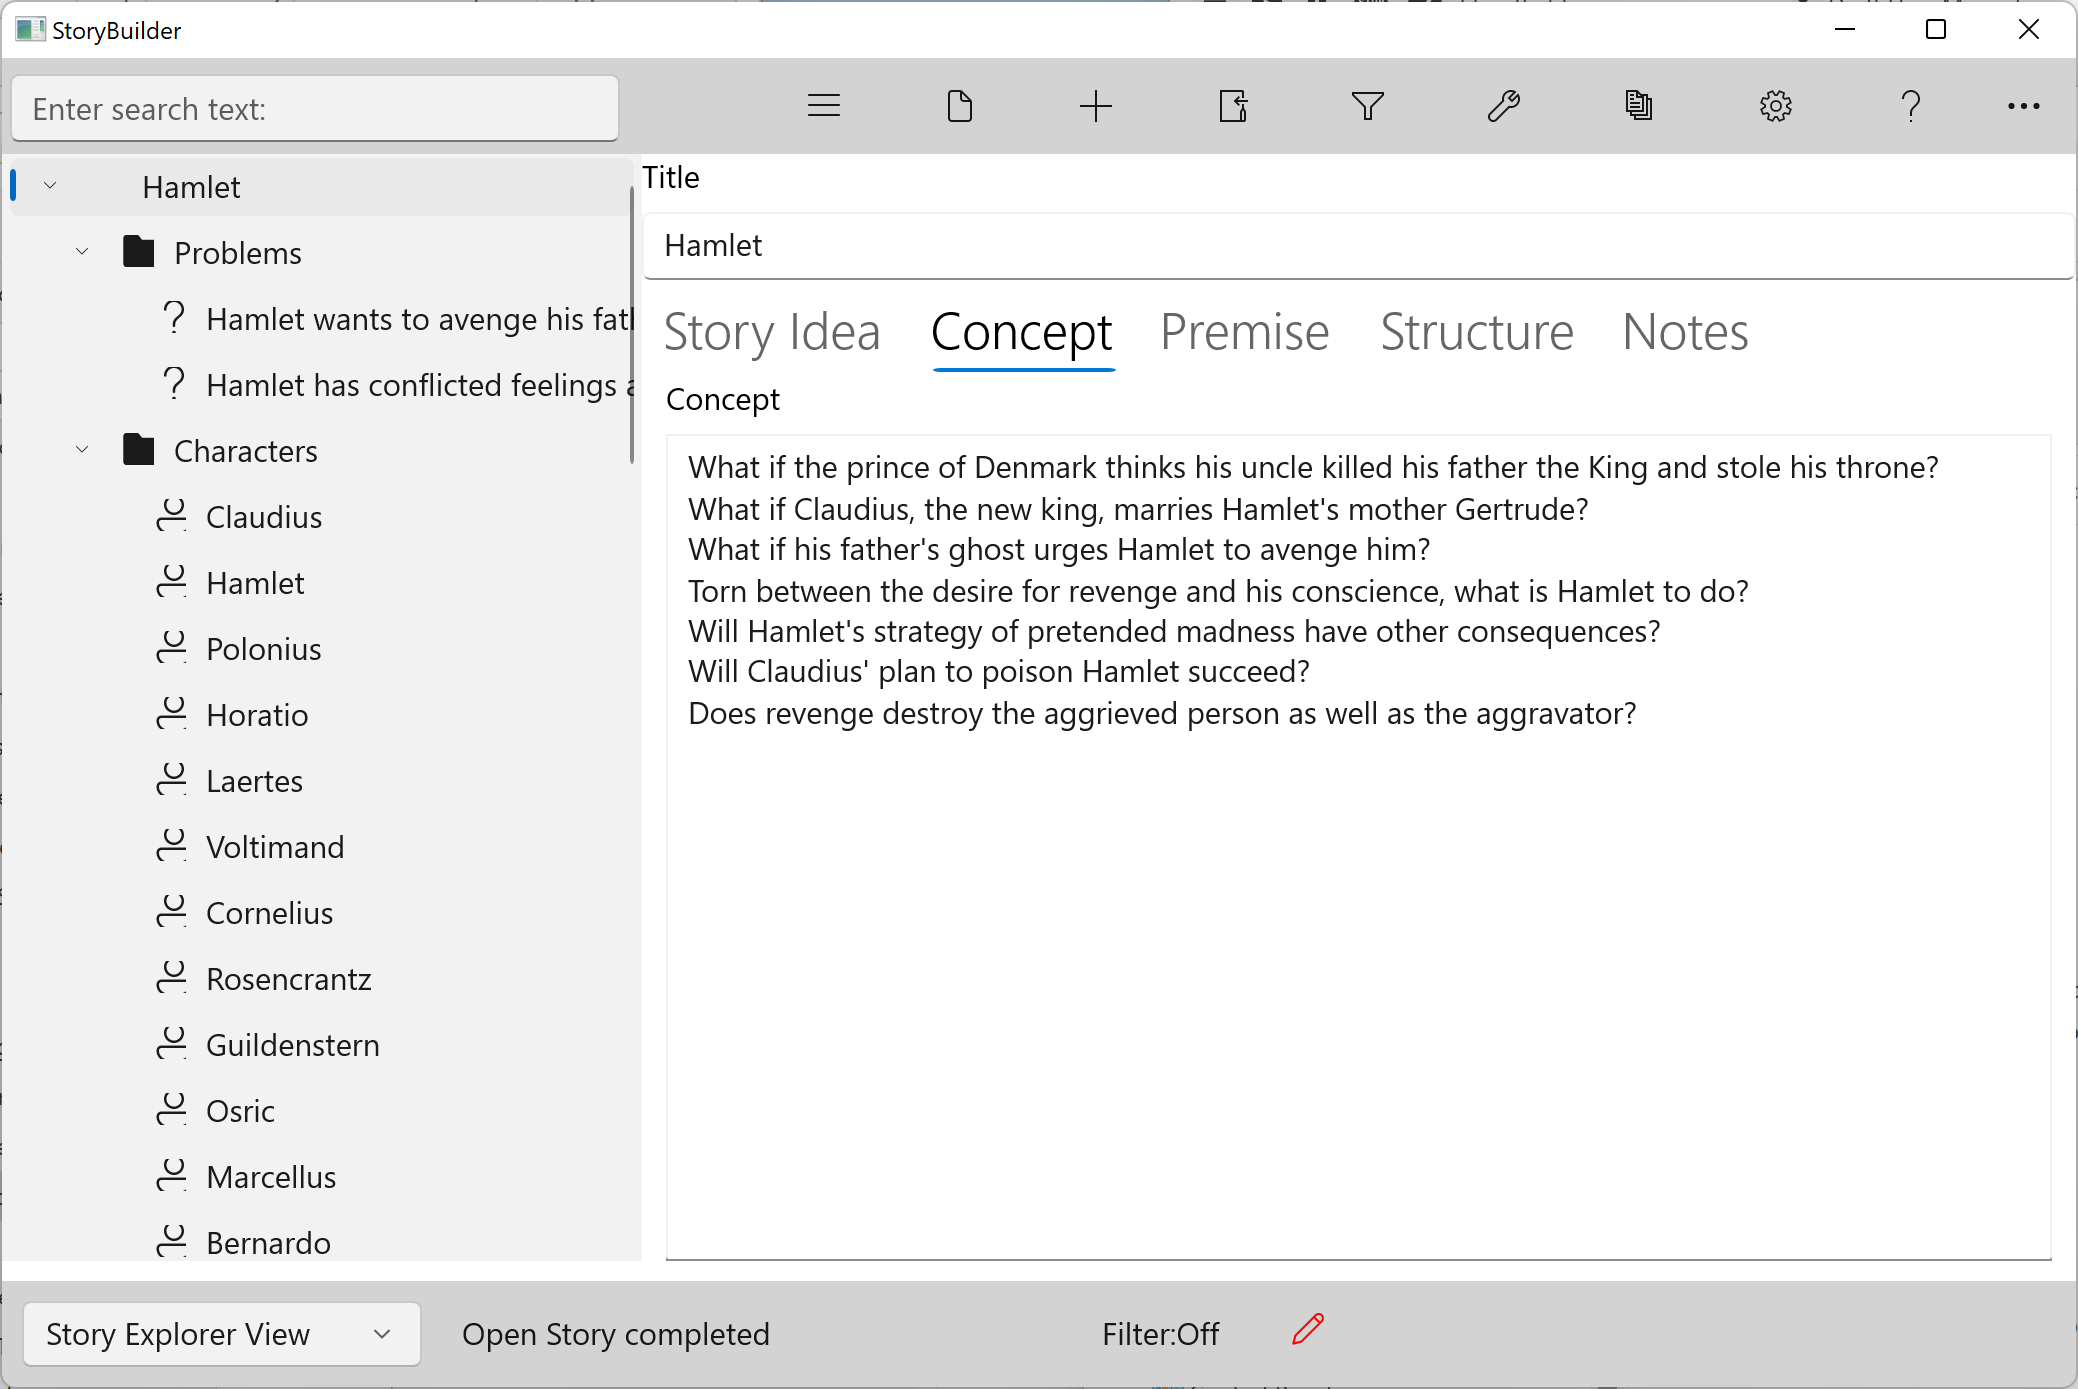 StoryBuilder
Enter search text:
Hamlet
Problems
Hamlet wants to avenge his fath
Hamlet has conflicted feelings a
Characters
Claudius
Hamlet
Polonius
Horatio
Laertes
Voltimand
Cornelius
Rosencrantz
Guildenstern
Osric
Marcellus
Bernardo
Title
Hamlet
Story Idea Concept Premise Structure Notes
Concept
What if the prince of Denmark thinks his uncle killed his father the King and stole his throne?
What if Claudius, the new king, marries Hamlet's mother Gertrude?
What if his father's ghost urges Hamlet to avenge him?
Torn between the desire for revenge and his conscience, what is Hamlet to do?
Will Hamlet's strategy of pretended madness have other consequences?
Will Claudius' plan to poison Hamlet succeed?
Does revenge destroy the aggrieved person as well as the aggravator?
Story Explorer View Open Story completed Filter:Off